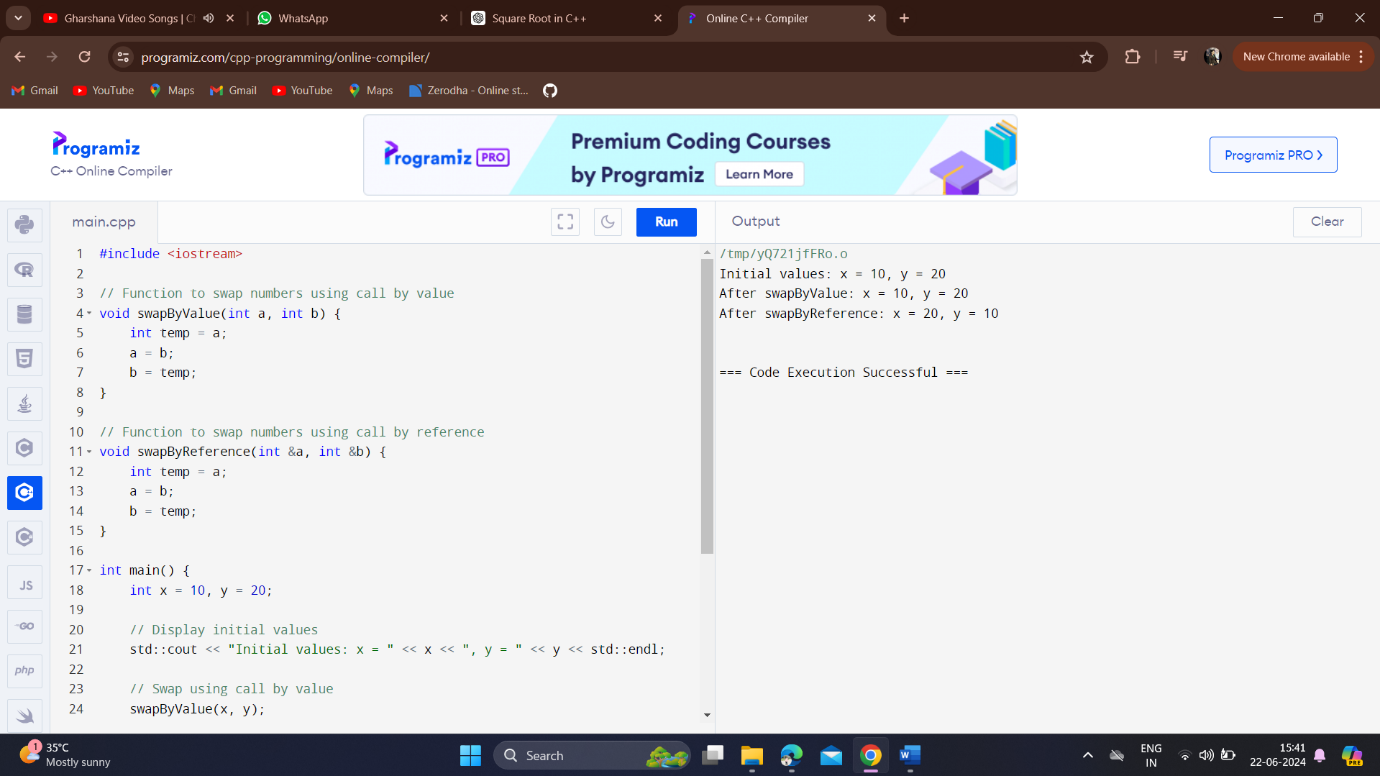 Gharshana Video Songs | Cl
WhatsApp
Square Root in C++
Online C++ Compiler
programiz.com/cpp-programming/online-compiler/
New Chrome available
Gmail
YouTube
Maps
Gmail
YouTube
Maps
Zerodha - Online st...
Programiz
C++ Online Compiler
Programiz PRO
Premium Coding Courses
by Programiz
Learn More
Programiz PRO >
main.cpp
Run
Output
Clear
1 #include <iostream>
2
3 // Function to swap numbers using call by value
4 void swapByValue(int a, int b) {
5     int temp = a;
6     a = b;
7     b = temp;
8 }
9
10 // Function to swap numbers using call by reference
11 void swapByReference(int &a, int &b) {
12     int temp = a;
13     a = b;
14     b = temp;
15 }
16
17 int main() {
18     int x = 10, y = 20;
19
20     // Display initial values
21     std::cout << "Initial values: x = " << x << ", y = " << y << std::endl;
22
23     // Swap using call by value
24     swapByValue(x, y);
/tmp/yQ721jfFRo.o
Initial values: x = 10, y = 20
After swapByValue: x = 10, y = 20
After swapByReference: x = 20, y = 10
=== Code Execution Successful ===
JS
GO
php
1
35°C
Mostly sunny
Search
ENG
IN
15:41
22-06-2024
PRE